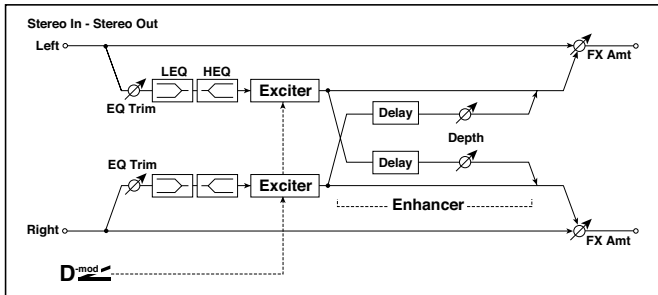 Stereo In - Stereo Out
Left
FX Amt
LEQ HEQ
EQ Trim
Exciter
Delay
Depth
EQ Trim
Delay
Exciter
Enhancer
Right
FX Amt
D-mod